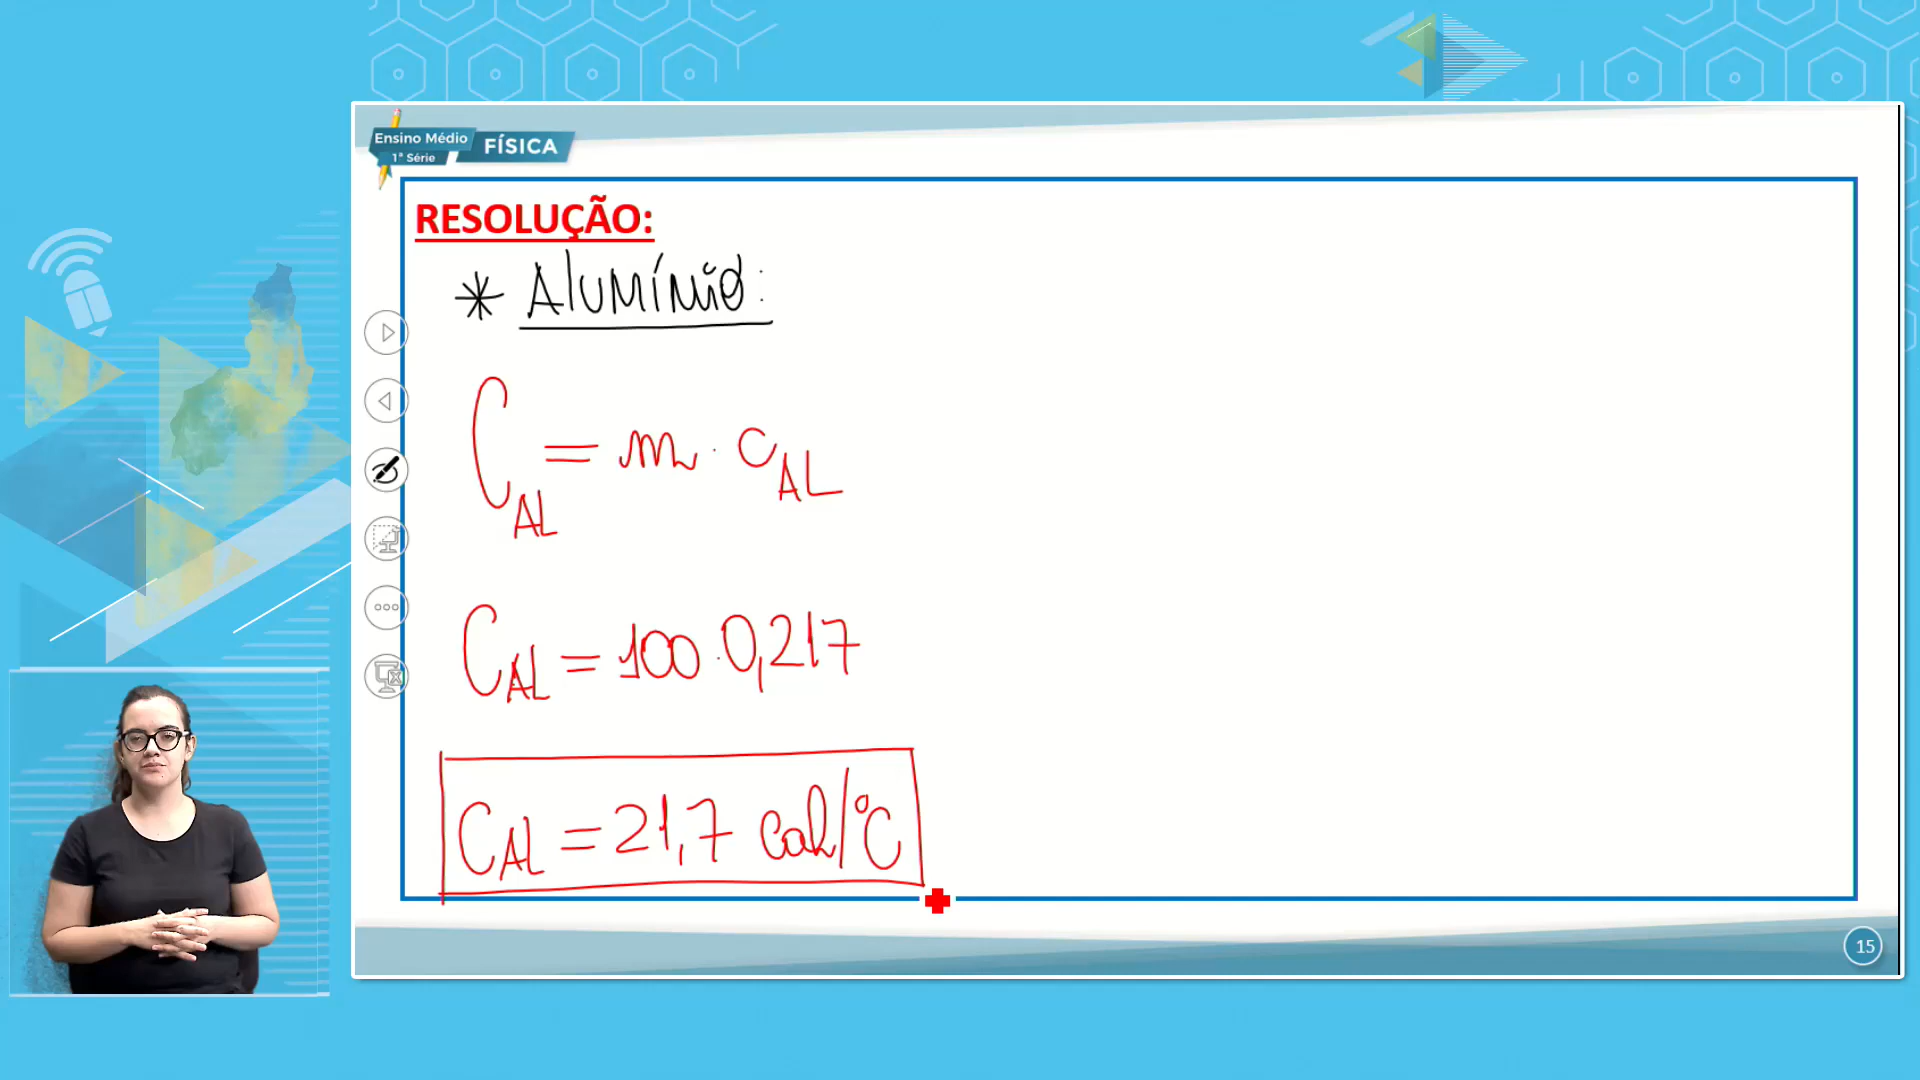 Ensino Médio
1ª Série
FÍSICA
RESOLUÇÃO:
* Alumínio:
C_AL = m · c_AL
C_AL = 100 · 0,217
C_AL = 21,7 cal/°C
15